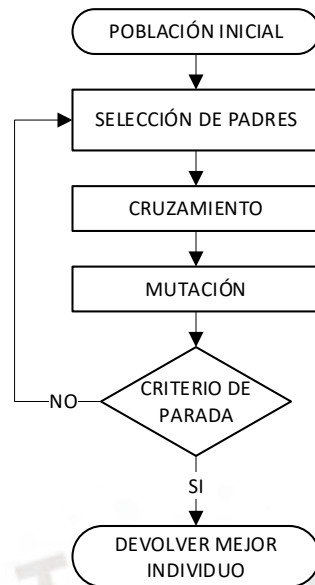 POBLACIÓN INICIAL
SELECCIÓN DE PADRES
CRUZAMIENTO
MUTACIÓN
CRITERIO DE
PARADA
NO
SI
DEVOLVER MEJOR
INDIVIDUO